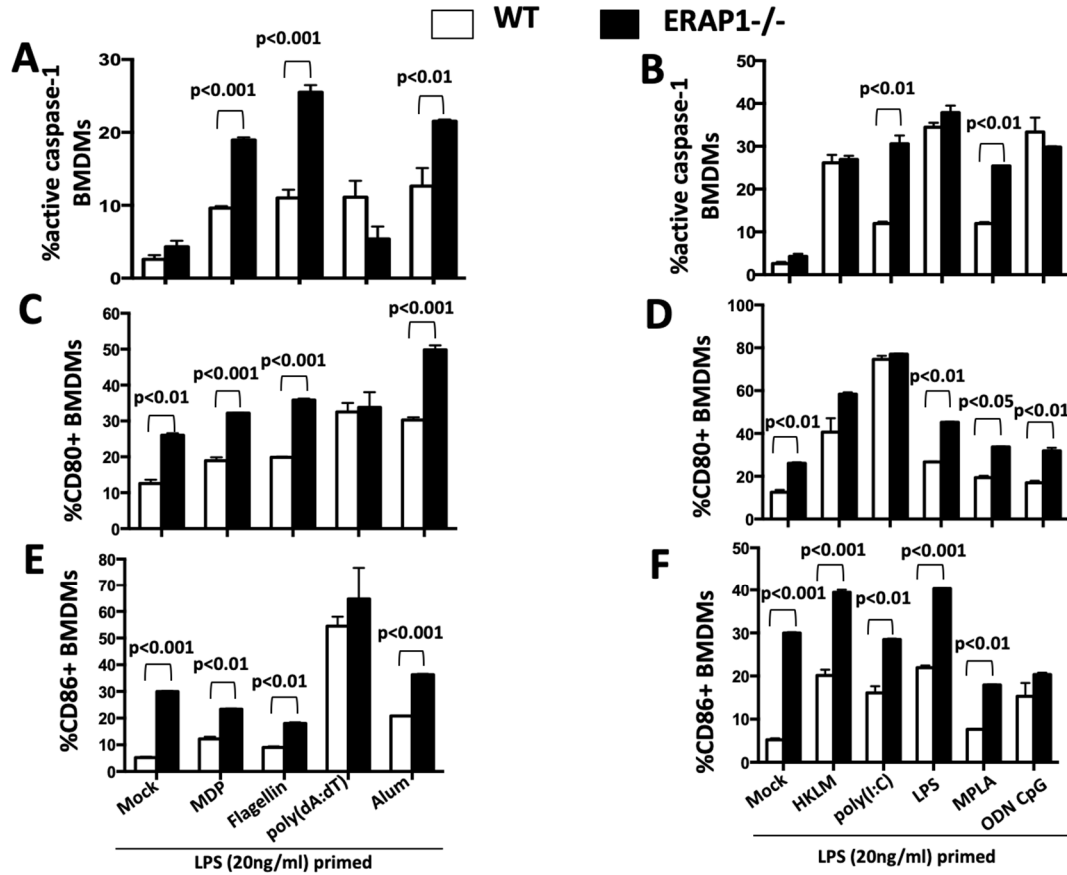 WT
ERAP1-/-
A
%active caspase-1
BMDMs
30
20
10
0
p<0.001
p<0.001
p<0.01
B
%active caspase-1
BMDMs
50
40
30
20
10
0
p<0.01
p<0.01
C
%CD80+ BMDMs
60
50
40
30
20
10
0
p<0.01
p<0.001
p<0.001
p<0.001
D
%CD80+ BMDMs
100
80
60
40
20
0
p<0.01
p<0.01
p<0.05
p<0.01
E
%CD86+ BMDMs
80
70
60
50
40
30
20
10
0
p<0.001
p<0.01
p<0.01
p<0.001
Mock
MDP
Flagellin
poly(dA:dT)
Alum
LPS (20ng/ml) primed
F
%CD86+ BMDMs
50
40
30
20
10
0
p<0.001
p<0.001
p<0.01
p<0.001
p<0.01
Mock
HKLM
poly(I:C)
LPS
MPLA
ODN CpG
LPS (20ng/ml) primed